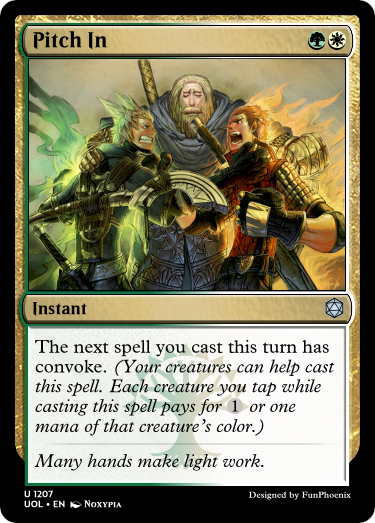 Pitch In
Instant
The next spell you cast this turn has
convoke. (Your creatures can help cast
this spell. Each creature you tap while
casting this spell pays for 1 or one
mana of that creature's color.)
Many hands make light work.
U 1207
UOL • EN Noxypia
Designed by FunPhoenix